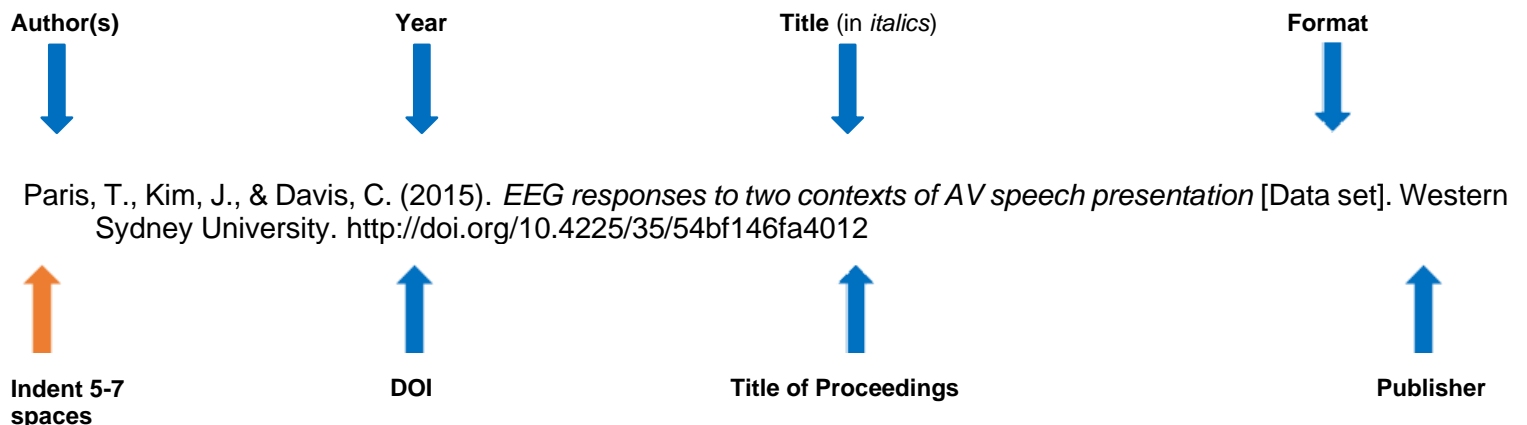 Author(s) Year Title (in italics) Format
Paris, T., Kim, J., & Davis, C. (2015). EEG responses to two contexts of AV speech presentation [Data set]. Western
Sydney University. http://doi.org/10.4225/35/54bf146fa4012
Indent 5-7 DOI Title of Proceedings Publisher
spaces